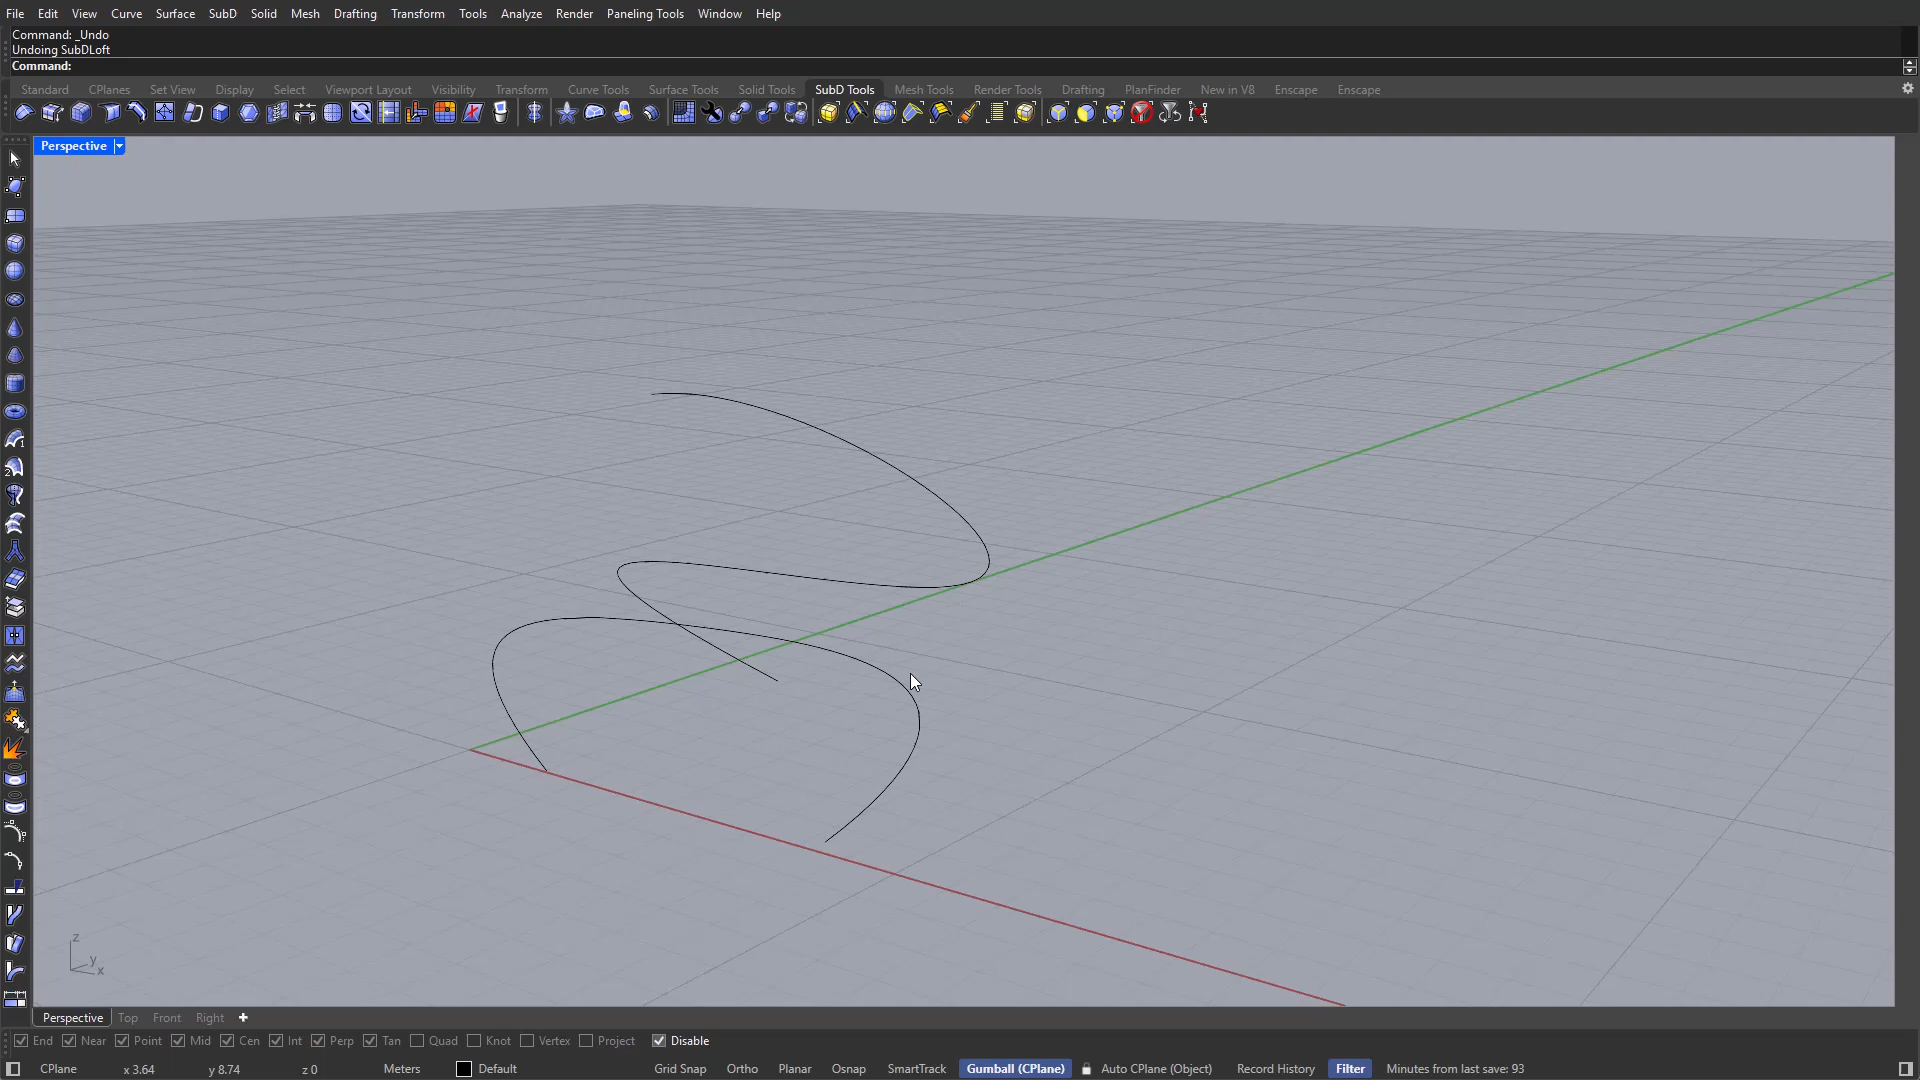 File Edit View Curve Surface SubD Solid Mesh Drafting Transform Tools Analyze Render Paneling Tools Window Help
Command: _Undo
Undoing SubDLoft
Command:
Standard CPlanes Set View Display Select Viewport Layout Visibility Transform Curve Tools Surface Tools Solid Tools SubD Tools Mesh Tools Render Tools Drafting PlanFinder New in V8 Enscape Enscape
Perspective
z
y
x
Perspective Top Front Right
End Near Point Mid Cen Int Perp Tan Quad Knot Vertex Project Disable
CPlane x 3.64 y 8.74 z 0 Meters Default Grid Snap Ortho Planar Osnap SmartTrack Gumball (CPlane) Auto CPlane (Object) Record History Filter Minutes from last save: 93